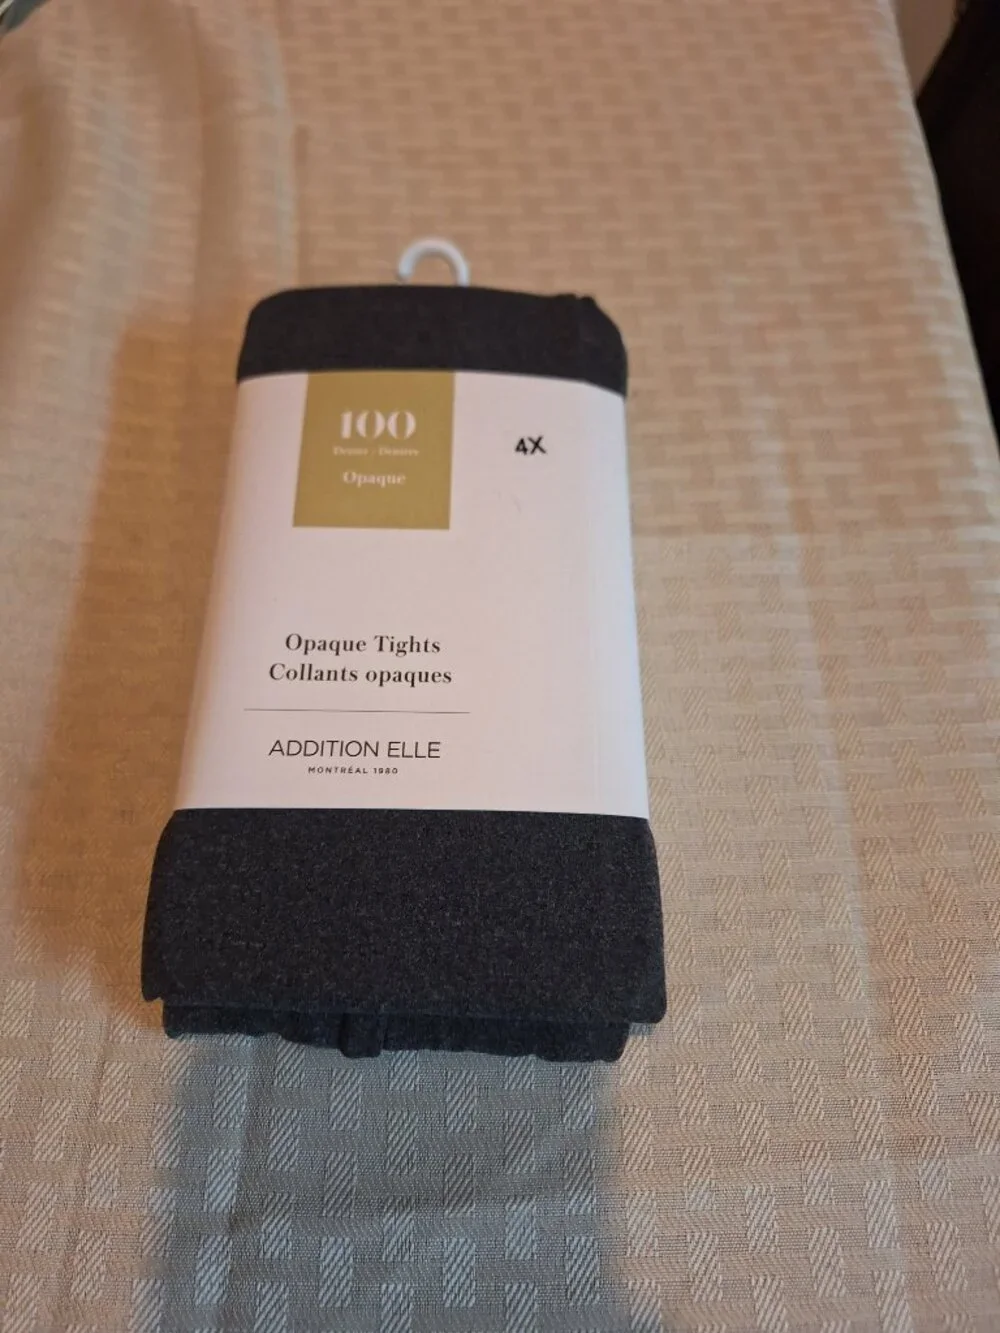 100
Denier - Deniers
Opaque
4X
Opaque Tights
Collants opaques
ADDITION ELLE
MONTRÉAL 1980